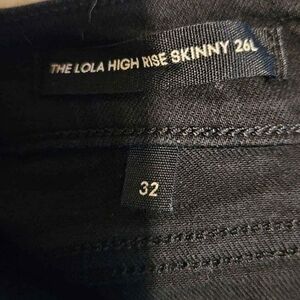 THE LOLA HIGH RISE SKINNY 26L
32